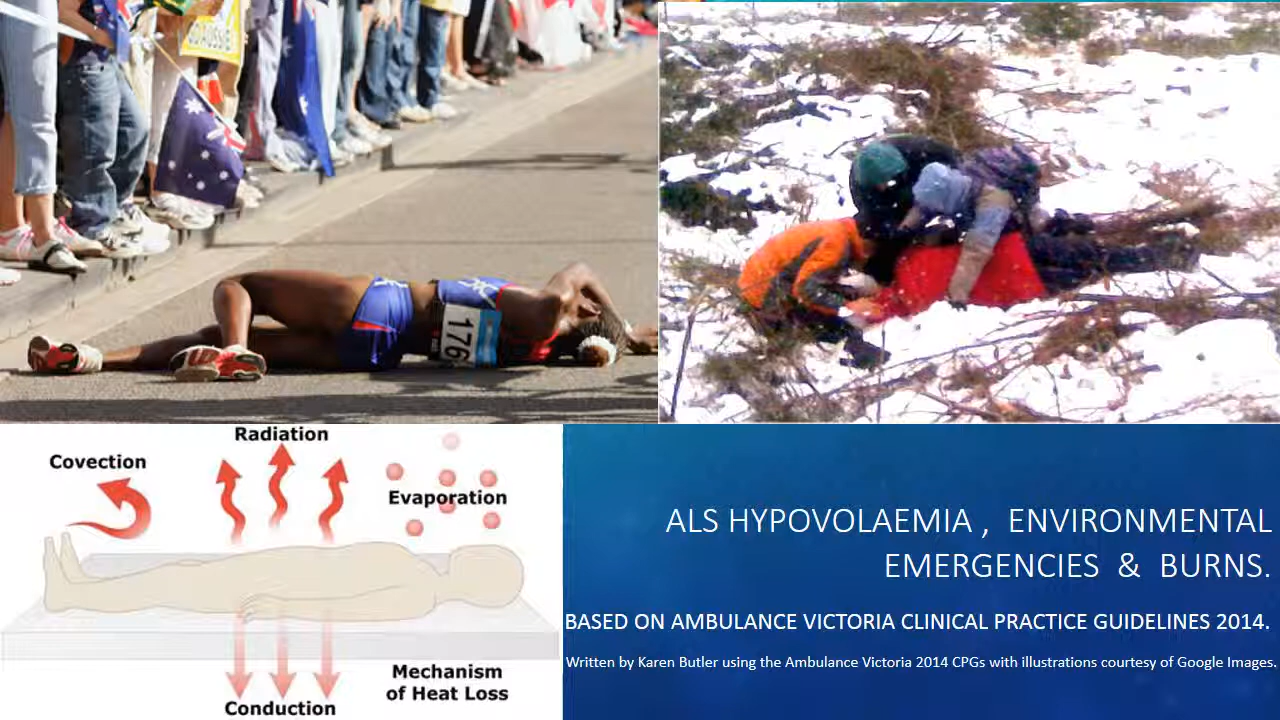 AUSSIE
176
Radiation
Covection
Evaporation
Mechanism
of Heat Loss
Conduction
ALS HYPOVOLAEMIA , ENVIRONMENTAL
EMERGENCIES & BURNS.
BASED ON AMBULANCE VICTORIA CLINICAL PRACTICE GUIDELINES 2014.
Written by Karen Butler using the Ambulance Victoria 2014 CPGs with illustrations courtesy of Google Images.